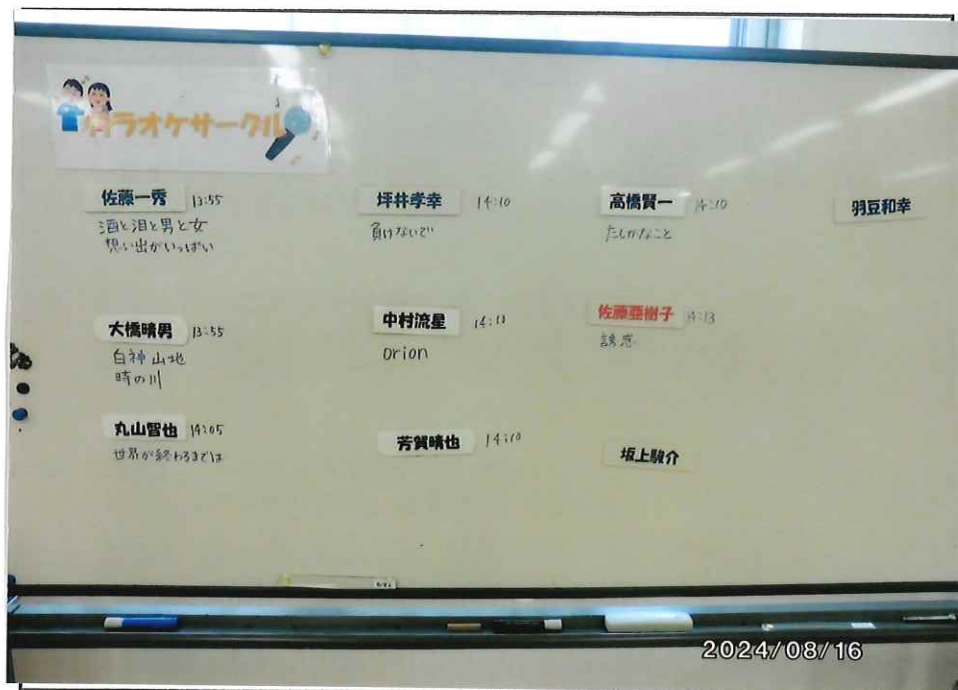 カラオケサークル
佐藤一秀 13:55
酒と泪と男と女
想い出がいっぱい
坪井孝幸 14:10
負けないで
高橋賢一 14:10
たしかなこと
羽豆和幸
大橋晴男 13:55
白神山地
時の川
中村流星 14:10
orion
佐藤亜樹子 14:13
誘惑
丸山智也 14:05
世界が終わるまでは
芳賀晴也 14:10
坂上駿介
2024/08/16